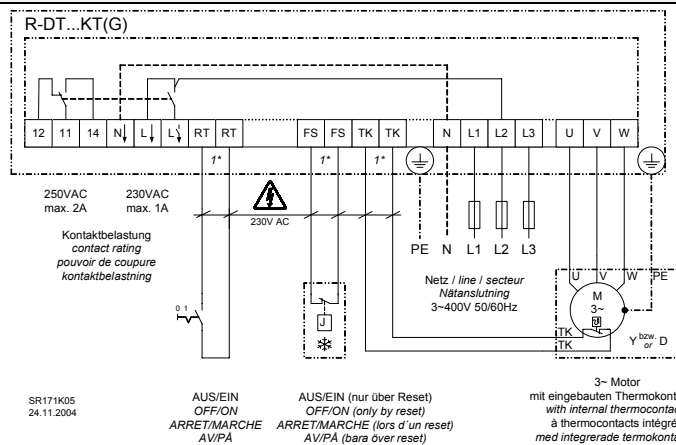 R-DT...KT(G)
12 11 14 N L L RT RT FS FS TK TK N L1 L2 L3 U V W
1* 1* 1*
250VAC
max. 2A
230VAC
max. 1A
230V AC
Kontaktbelastung
contact rating
pouvoir de coupure
kontaktbelastning
PE N L1 L2 L3
Netz / line / secteur
Nätanslutning
3~400V 50/60Hz
U V W PE
M
3~
TK
TK
Y bzw. or D
0 1
J
SR171K05
24.11.2004
AUS/EIN
OFF/ON
ARRET/MARCHE
AV/PÅ
AUS/EIN (nur über Reset)
OFF/ON (only by reset)
ARRET/MARCHE (lors d´un reset)
AV/PÅ (bara över reset)
3~ Motor
mit eingebauten Thermokont
with internal thermocontac
à thermocontacts intégré
med integrerade termokont